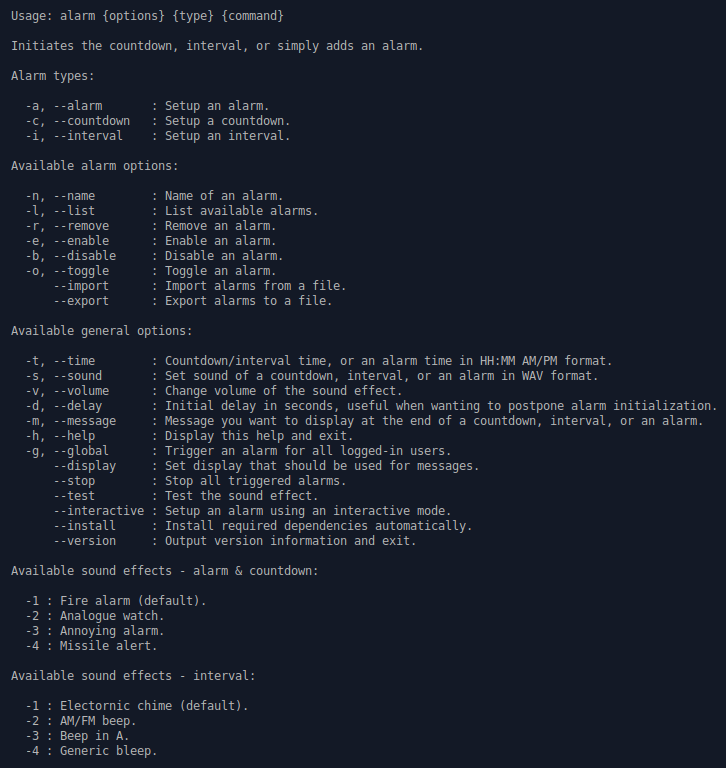 Usage: alarm {options} {type} {command}
Initiates the countdown, interval, or simply adds an alarm.
Alarm types:
-a, --alarm       : Setup an alarm.
-c, --countdown   : Setup a countdown.
-i, --interval    : Setup an interval.
Available alarm options:
-n, --name        : Name of an alarm.
-l, --list        : List available alarms.
-r, --remove      : Remove an alarm.
-e, --enable      : Enable an alarm.
-b, --disable     : Disable an alarm.
-o, --toggle      : Toggle an alarm.
    --import      : Import alarms from a file.
    --export      : Export alarms to a file.
Available general options:
-t, --time        : Countdown/interval time, or an alarm time in HH:MM AM/PM format.
-s, --sound       : Set sound of a countdown, interval, or an alarm in WAV format.
-v, --volume      : Change volume of the sound effect.
-d, --delay       : Initial delay in seconds, useful when wanting to postpone alarm initialization.
-m, --message     : Message you want to display at the end of a countdown, interval, or an alarm.
-h, --help        : Display this help and exit.
-g, --global      : Trigger an alarm for all logged-in users.
    --display     : Set display that should be used for messages.
    --stop        : Stop all triggered alarms.
    --test        : Test the sound effect.
    --interactive : Setup an alarm using an interactive mode.
    --install     : Install required dependencies automatically.
    --version     : Output version information and exit.
Available sound effects - alarm & countdown:
-1 : Fire alarm (default).
-2 : Analogue watch.
-3 : Annoying alarm.
-4 : Missile alert.
Available sound effects - interval:
-1 : Electornic chime (default).
-2 : AM/FM beep.
-3 : Beep in A.
-4 : Generic bleep.